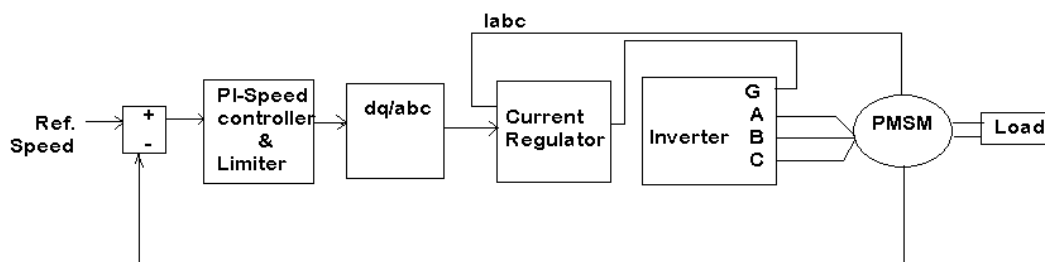 Iabc
Ref.
Speed
+
-
PI-Speed
controller
&
Limiter
dq/abc
Current
Regulator
Inverter
G
A
B
C
PMSM
Load